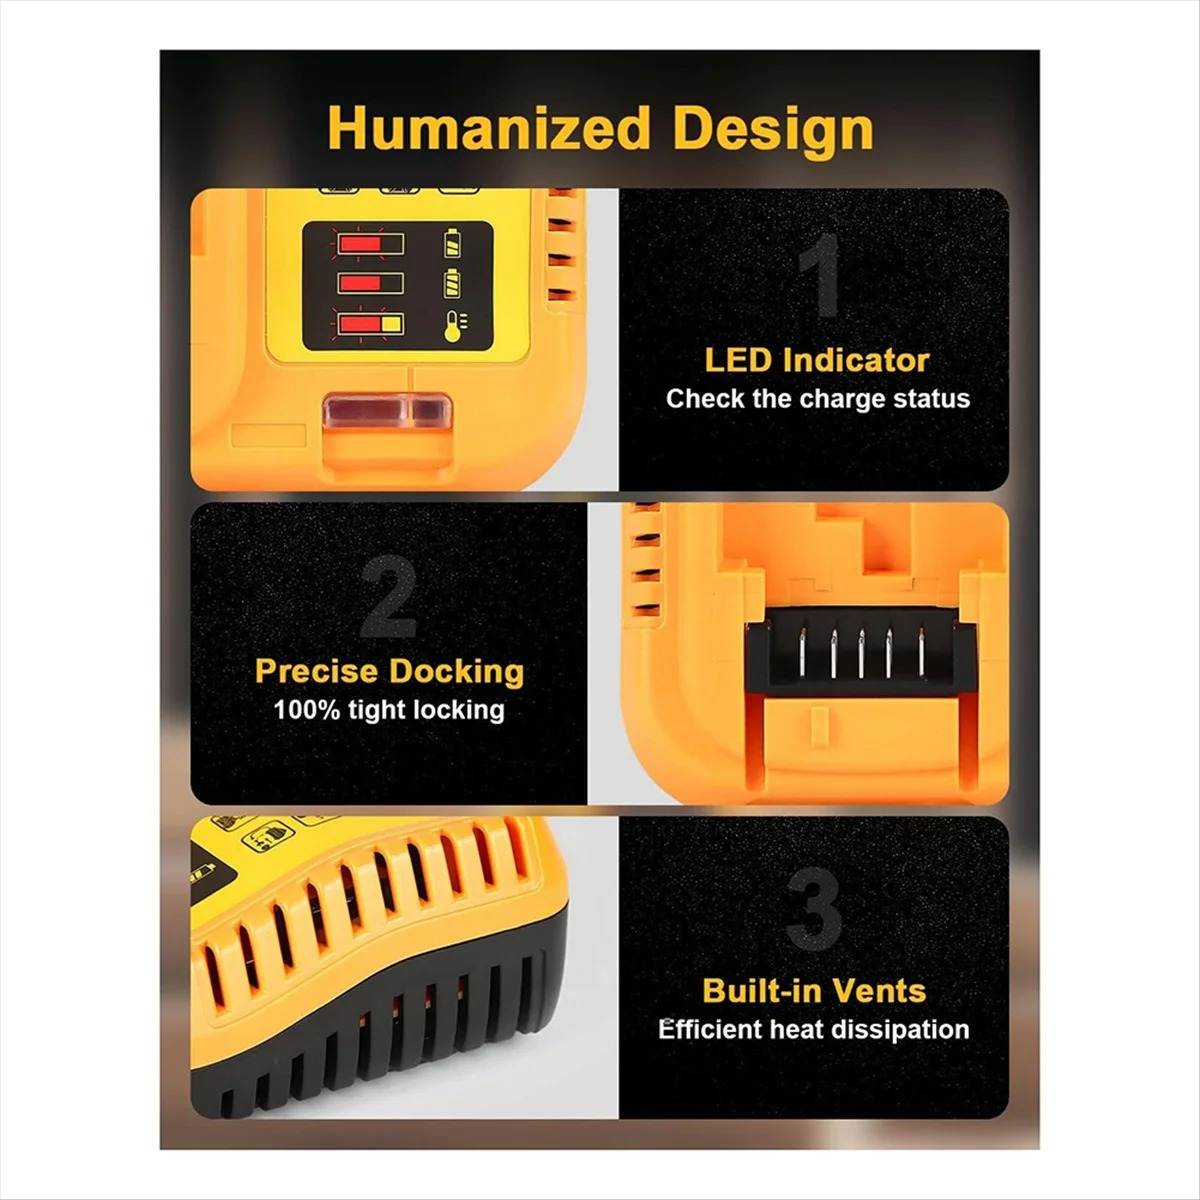 Humanized Design
1
LED Indicator
Check the charge status
2
Precise Docking
100% tight locking
3
Built-in Vents
Efficient heat dissipation